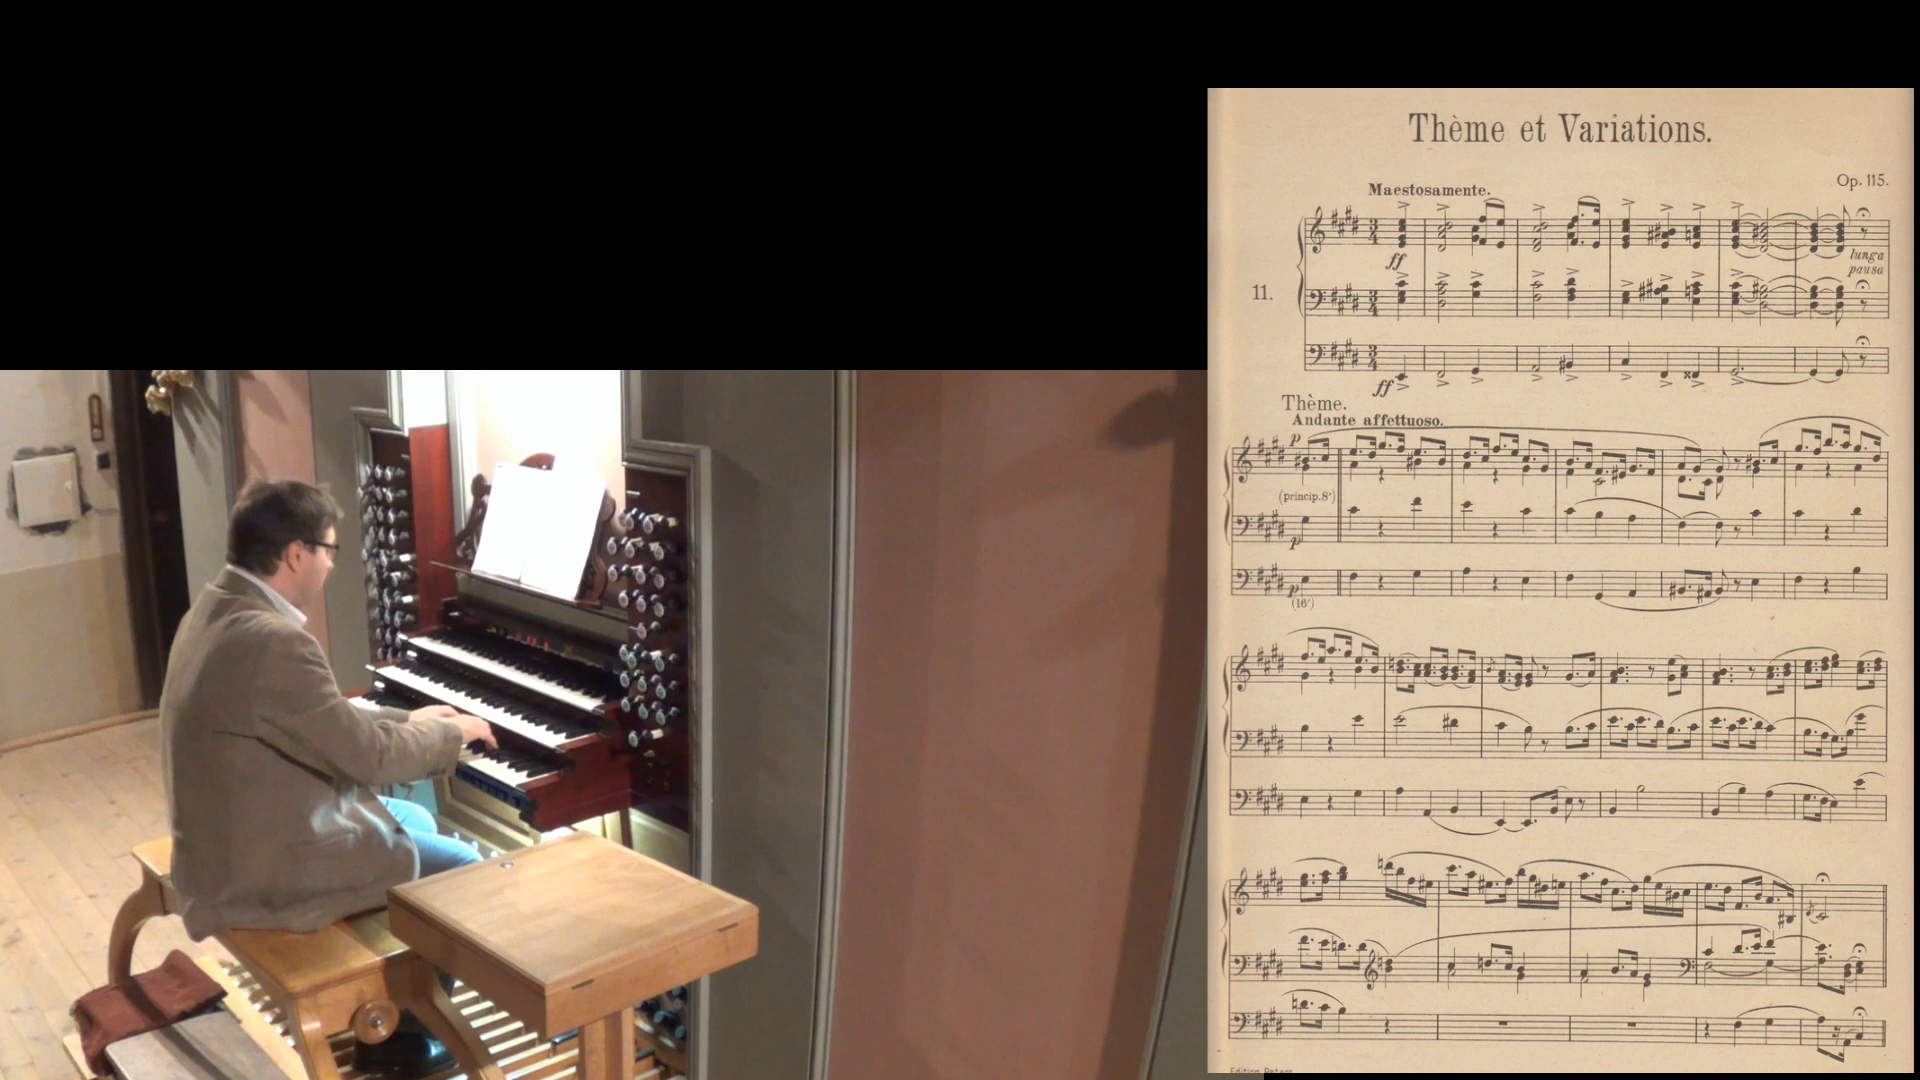 Thème et Variations.
Op. 115.
Maestosamente.
ff
lunga
pausa
11.
ff
Thème.
Andante affettuoso.
p
(princip. 8')
p
p
(16')